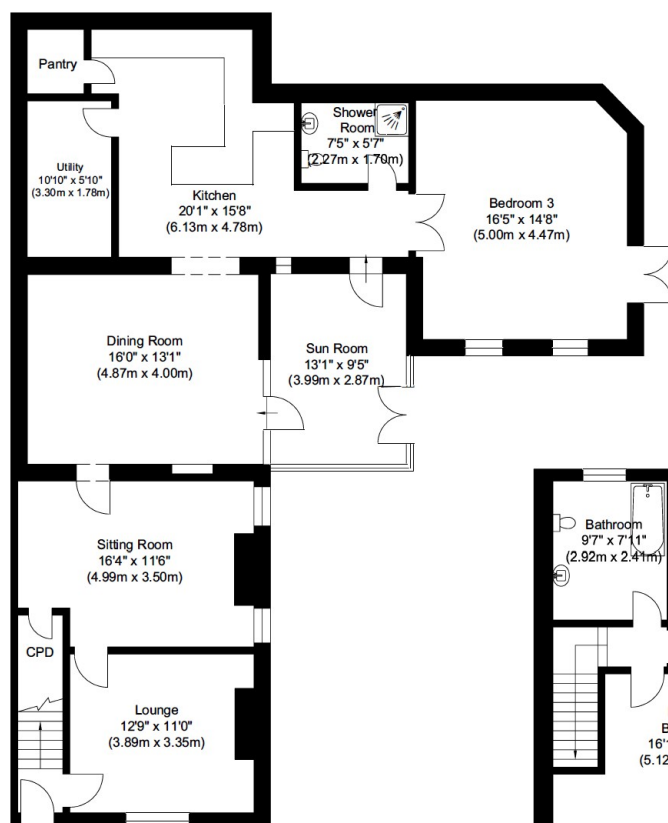 Pantry
Utility
10'10" x 5'10"
(3.30m x 1.78m)
Kitchen
20'1" x 15'8"
(6.13m x 4.78m)
Shower
Room
7'5" x 5'7"
(2.27m x 1.70m)
Bedroom 3
16'5" x 14'8"
(5.00m x 4.47m)
Dining Room
16'0" x 13'1"
(4.87m x 4.00m)
Sun Room
13'1" x 9'5"
(3.99m x 2.87m)
Sitting Room
16'4" x 11'6"
(4.99m x 3.50m)
CPD
Lounge
12'9" x 11'0"
(3.89m x 3.35m)
Bathroom
9'7" x 7'11"
(2.92m x 2.41m)
B
16'
(5.12